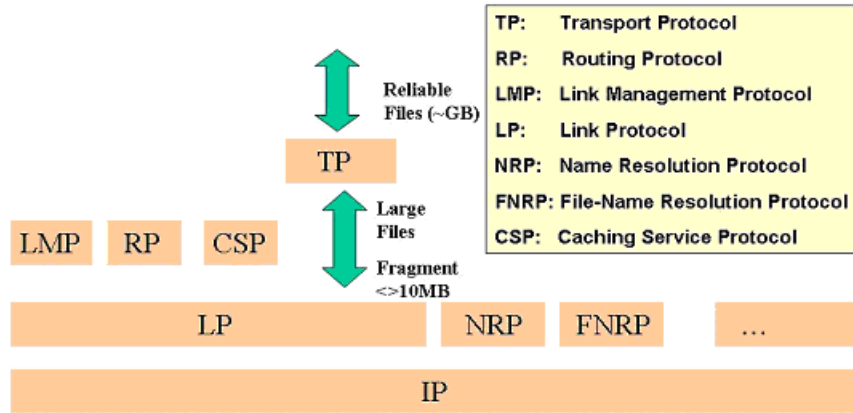 TP: Transport Protocol
RP: Routing Protocol
LMP: Link Management Protocol
LP: Link Protocol
NRP: Name Resolution Protocol
FNRP: File-Name Resolution Protocol
CSP: Caching Service Protocol
Reliable
Files (~GB)
TP
Large
Files
LMP RP CSP
Fragment
<>10MB
LP NRP FNRP ...
IP